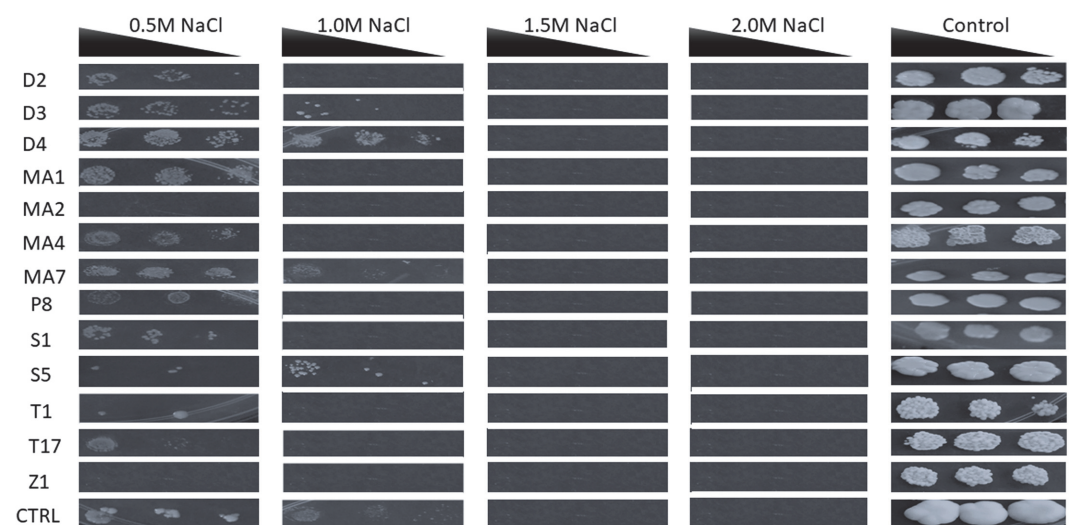 0.5M NaCl 1.0M NaCl 1.5M NaCl 2.0M NaCl Control
D2
D3
D4
MA1
MA2
MA4
MA7
P8
S1
S5
T1
T17
Z1
CTRL